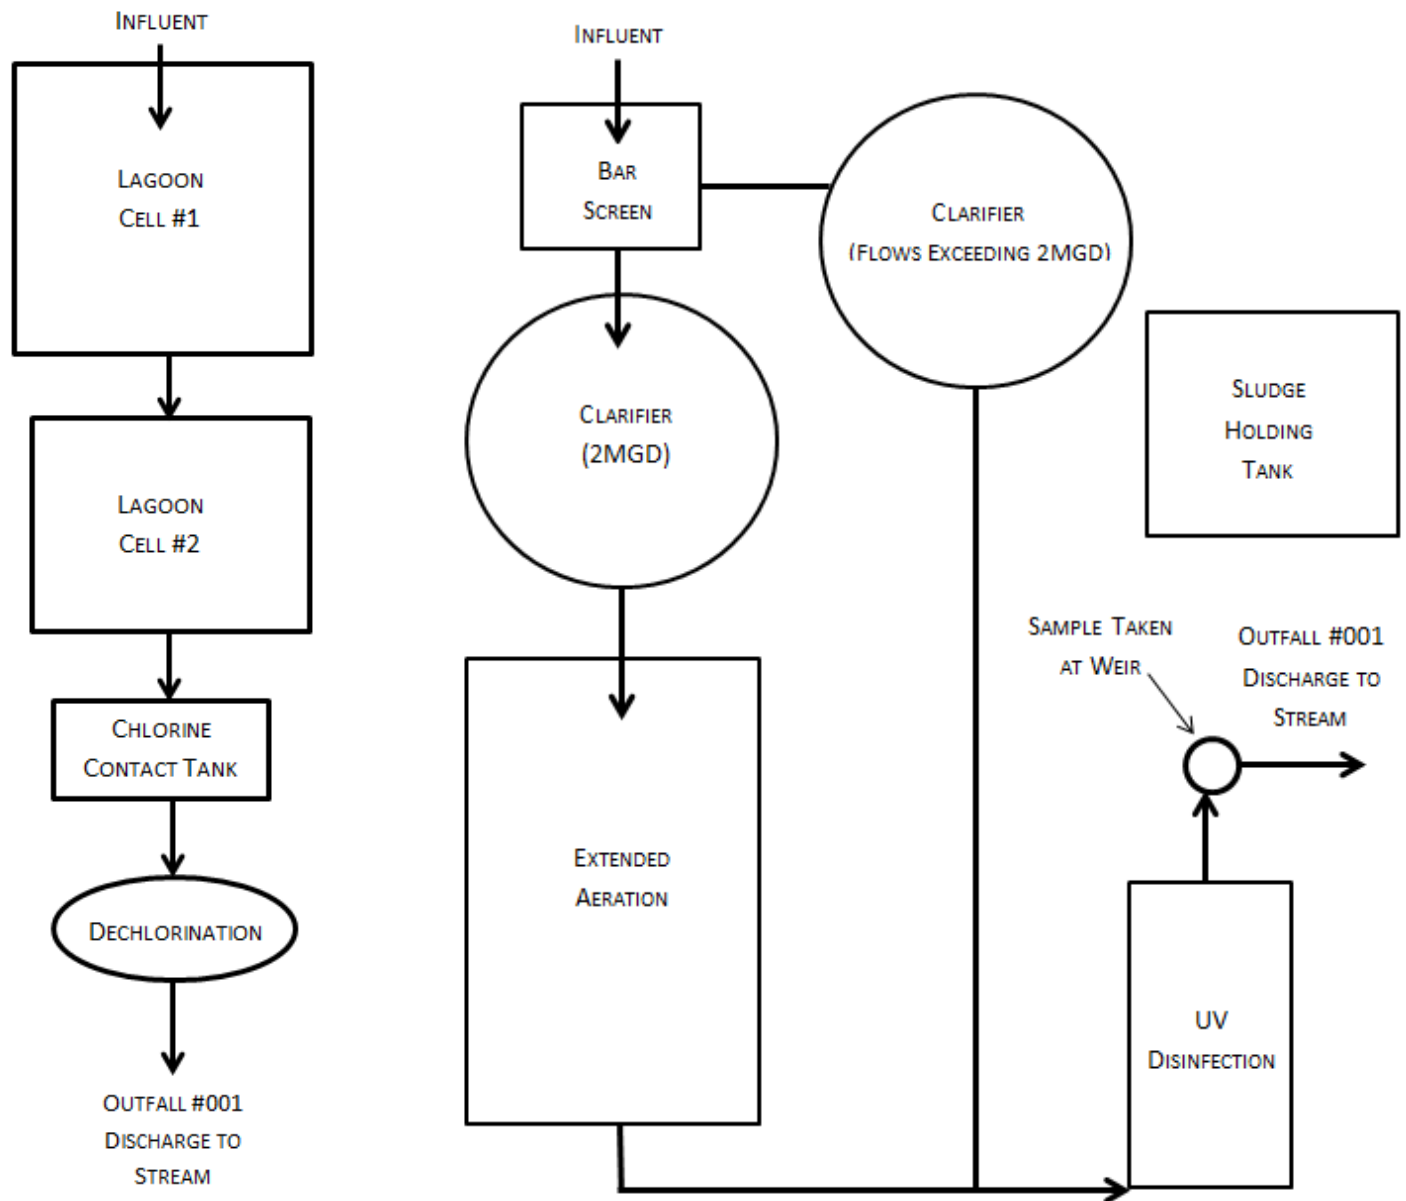 INFLUENT
LAGOON
CELL #1
LAGOON
CELL #2
CHLORINE
CONTACT TANK
DECHLORINATION
OUTFALL #001
DISCHARGE TO
STREAM
INFLUENT
BAR
SCREEN
CLARIFIER
(FLOWS EXCEEDING 2MGD)
CLARIFIER
(2MGD)
EXTENDED
AERATION
SLUDGE
HOLDING
TANK
SAMPLE TAKEN
AT WEIR
OUTFALL #001
DISCHARGE TO
STREAM
UV
DISINFECTION